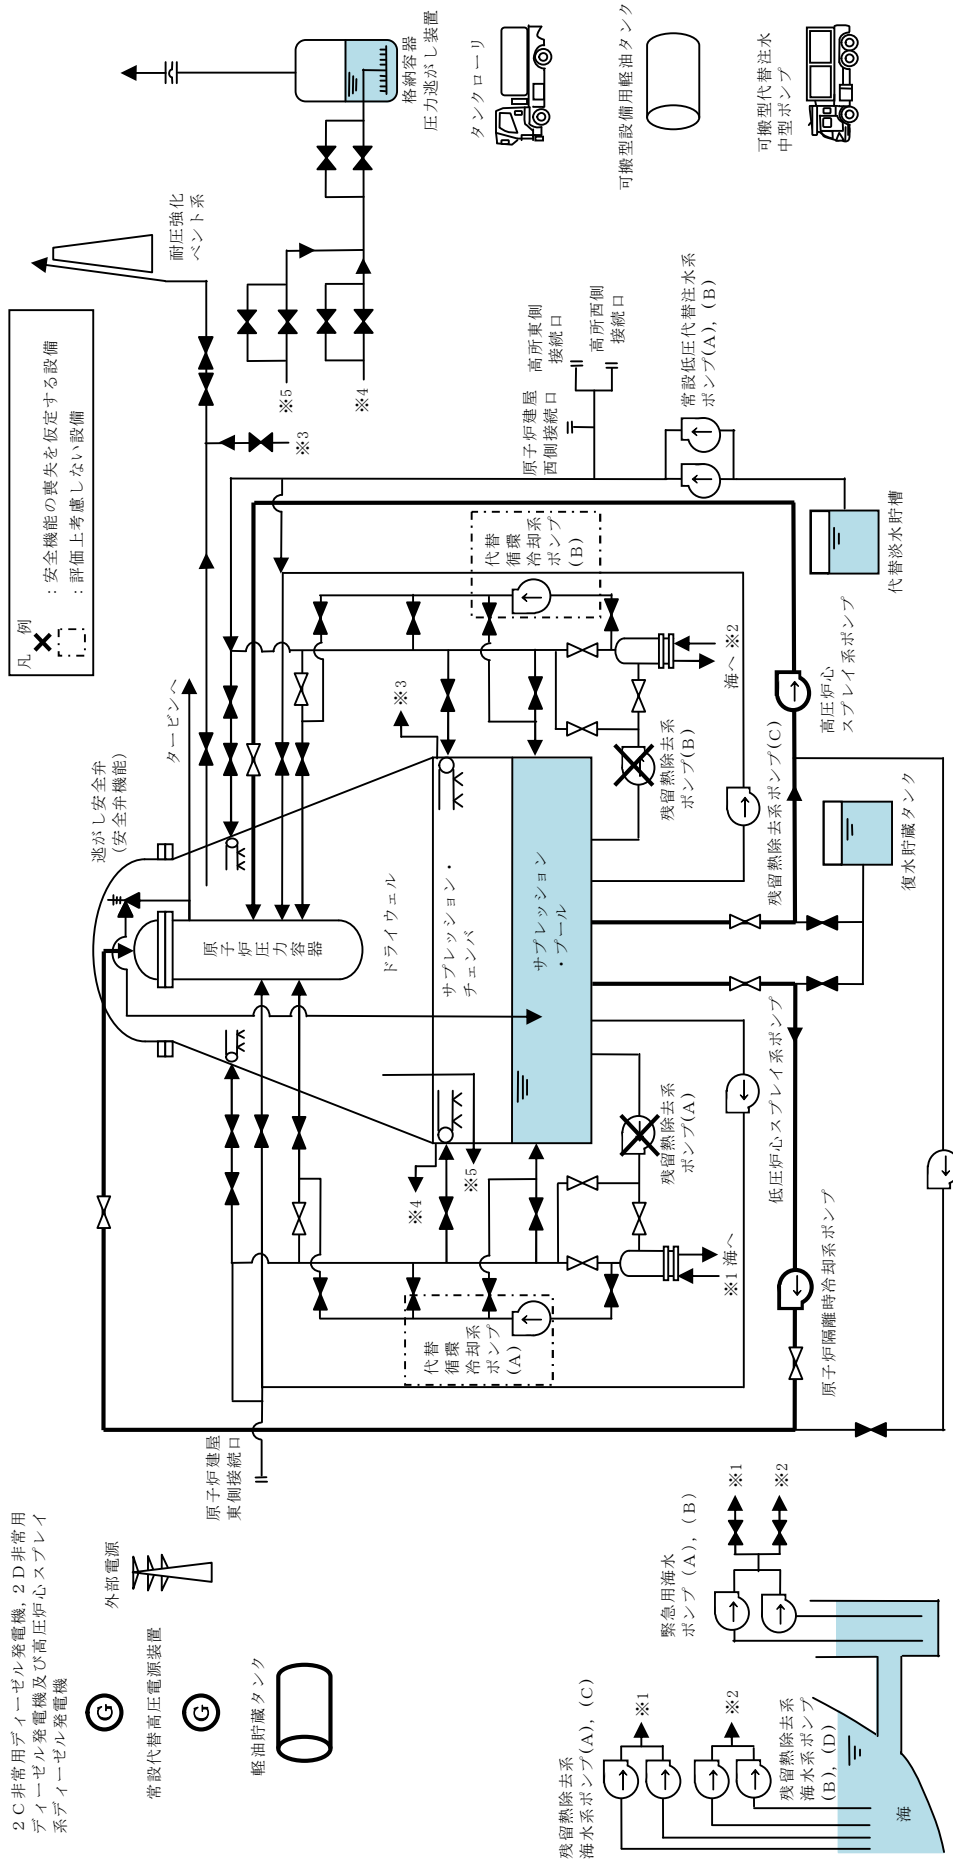 凡　例
：安全機能の喪失を仮定する設備
：評価上考慮しない設備
2C非常用ディーゼル発電機，2D非常用
ディーゼル発電機及び高圧炉心スプレイ
系ディーゼル発電機
G
常設代替高圧電源装置
G
軽油貯蔵タンク
外部電源
原子炉建屋
東側接続口
逃がし安全弁
(安全弁機能)
タービンへ
耐圧強化
ベント系
格納容器
圧力逃がし装置
タンクローリ
可搬型設備用軽油タンク
可搬型代替注水
中型ポンプ
※3
※5
※4
原子炉建屋
西側接続口
高所東側
接続口
高所西側
接続口
常設低圧代替注水系
ポンプ(A)，(B)
代替淡水貯槽
原子炉圧力容器
ドライウェル
サプレッション・
チェンバ
サプレッション
・プール
※4
※5
※3
代替
循環
冷却系
ポンプ
(A)
代替
循環
冷却系
ポンプ
(B)
残留熱除去系
ポンプ(A)
残留熱除去系
ポンプ(B)
※1
海へ
海へ
※2
残留熱除去系ポンプ(C)
高圧炉心
スプレイ系ポンプ
低圧炉心スプレイ系ポンプ
復水貯蔵タンク
原子炉隔離時冷却系ポンプ
残留熱除去系
海水系ポンプ(A)，(C)
※1
※2
残留熱除去系
海水系ポンプ
(B)，(D)
緊急用海水
ポンプ(A)，(B)
※1
※2
海